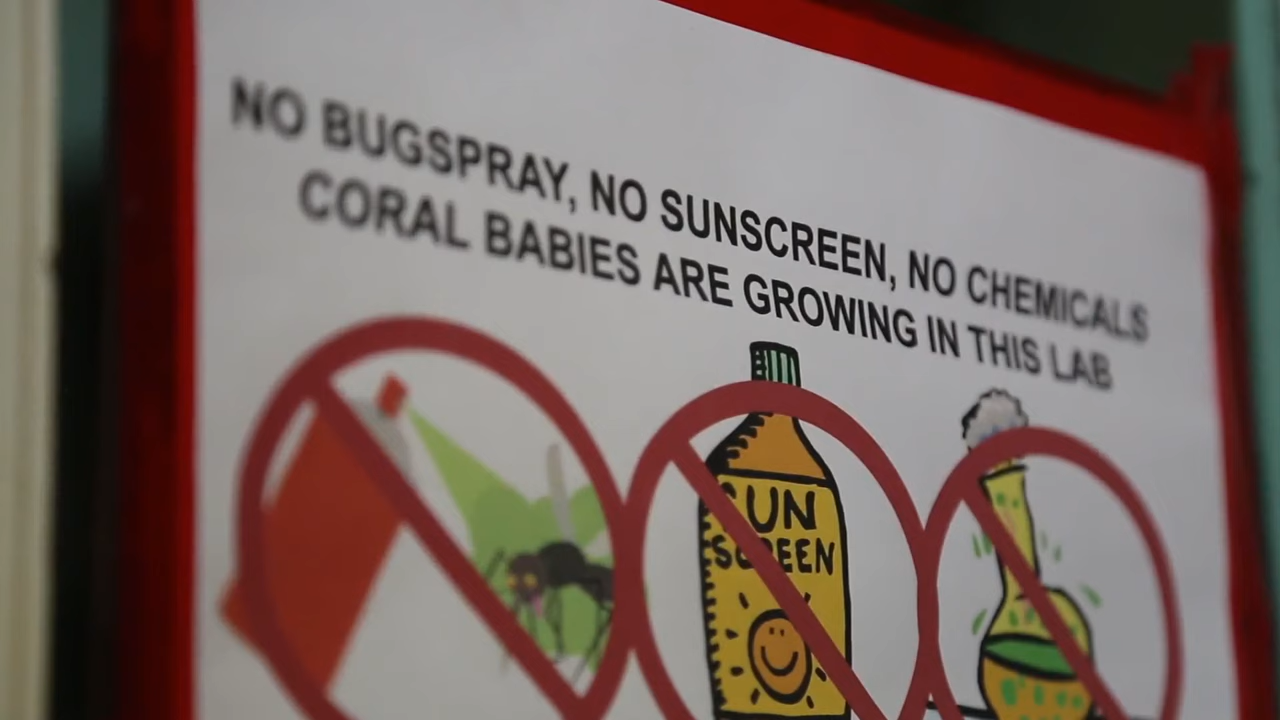 NO BUGSPRAY, NO SUNSCREEN, NO CHEMICALS
CORAL BABIES ARE GROWING IN THIS LAB
SUN
SCREEN